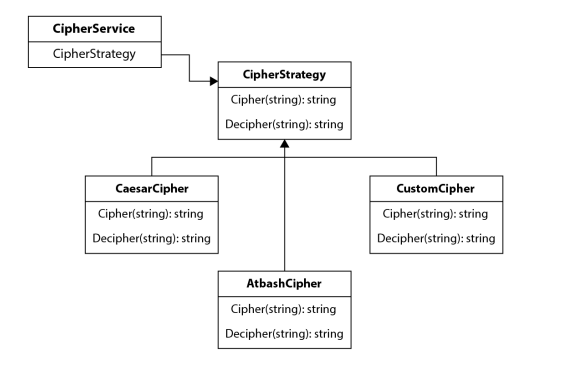 CipherService
CipherStrategy
CipherStrategy
Cipher(string): string
Decipher(string): string
CaesarCipher
Cipher(string): string
Decipher(string): string
CustomCipher
Cipher(string): string
Decipher(string): string
AtbashCipher
Cipher(string): string
Decipher(string): string